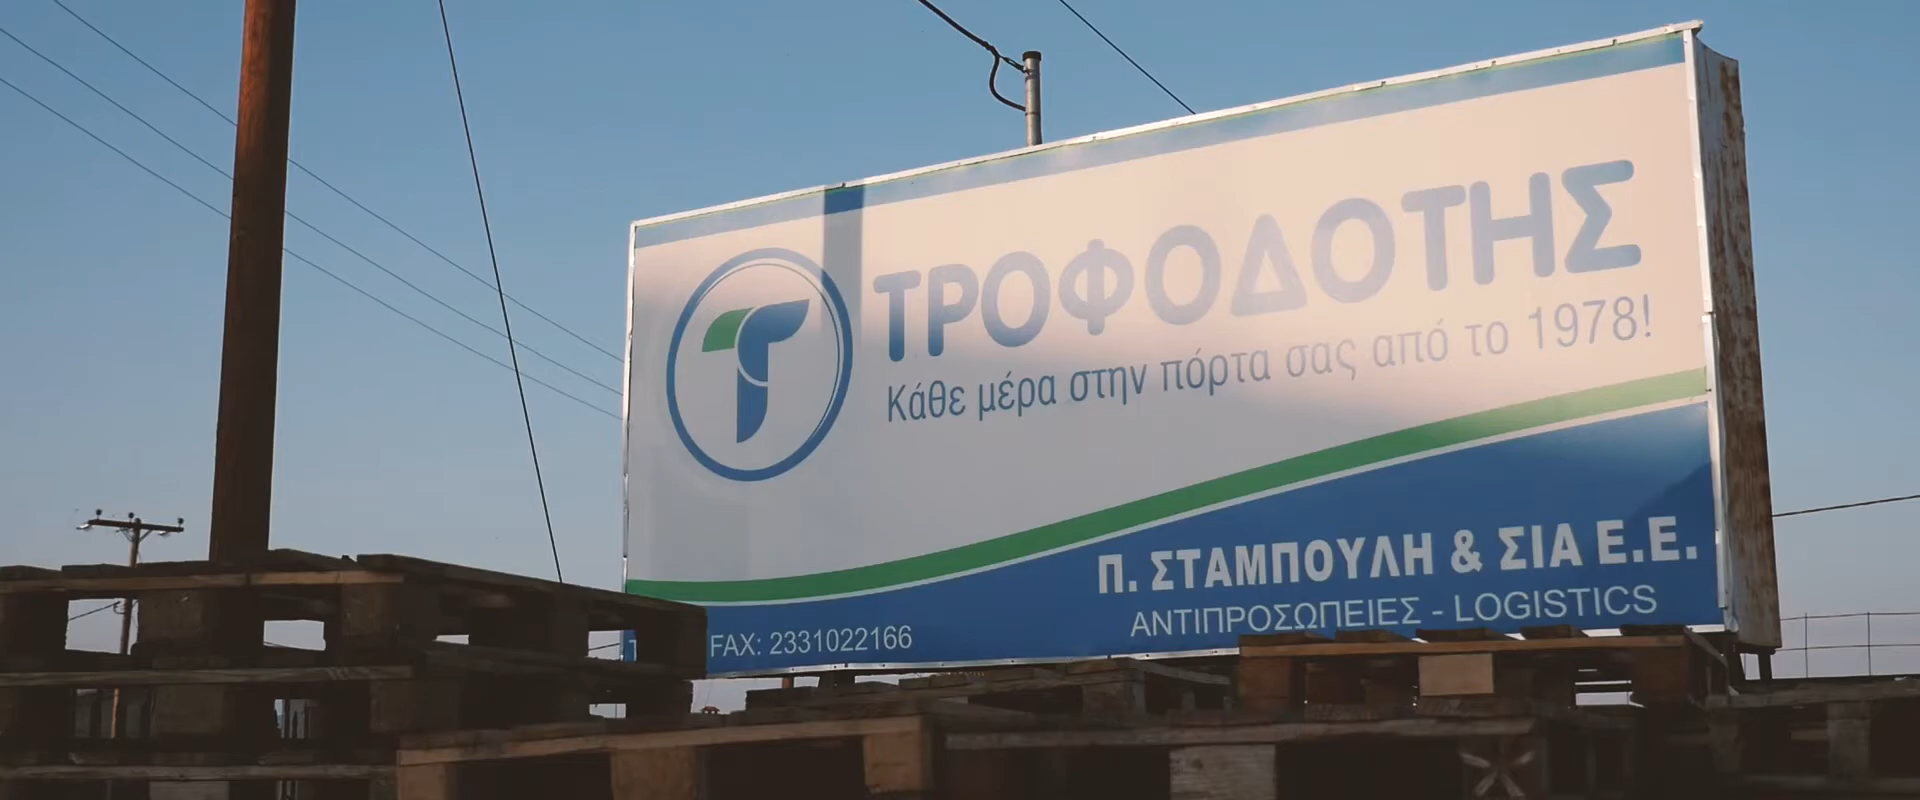 ΤΡΟΦΟΔΟΤΗΣ
Κάθε μέρα στην πόρτα σας από το 1978!
Π. ΣΤΑΜΠΟΥΛΗ & ΣΙΑ Ε.Ε.
ΑΝΤΙΠΡΟΣΩΠΕΙΕΣ - LOGISTICS
FAX: 2331022166